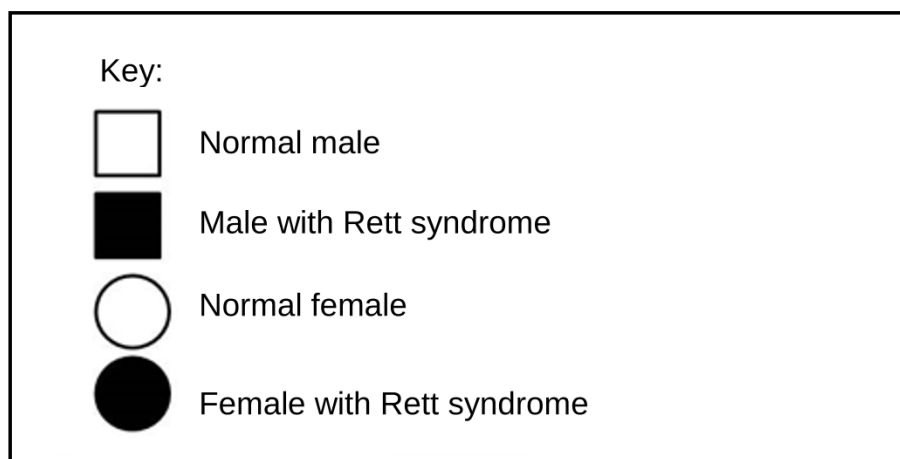 Key:
Normal male
Male with Rett syndrome
Normal female
Female with Rett syndrome